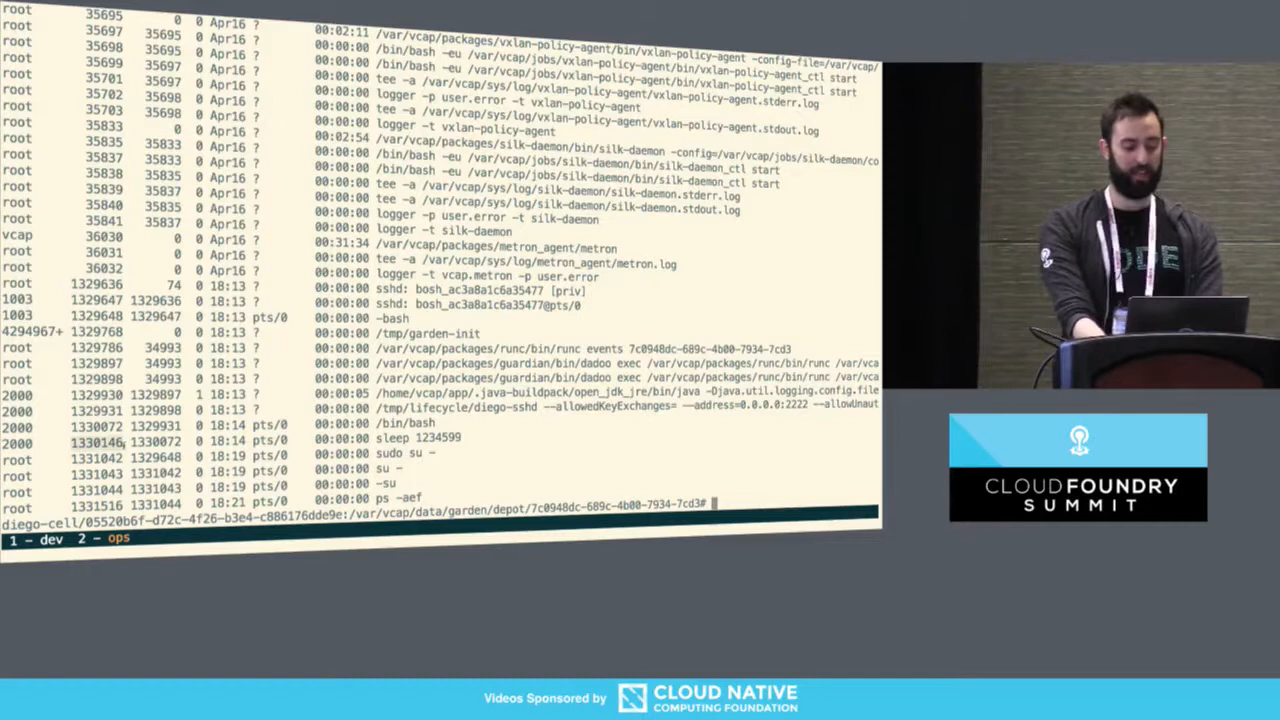 root 35695 0 0 Apr16 ? 00:02:11 /var/vcap/packages/vxlan-policy-agent/bin/vxlan-policy-agent -config-file=/var/vcap/
root 35697 35695 0 Apr16 ? 00:00:00 /bin/bash -eu /var/vcap/jobs/vxlan-policy-agent/bin/vxlan-policy-agent_ctl start
root 35698 35695 0 Apr16 ? 00:00:00 /bin/bash -eu /var/vcap/jobs/vxlan-policy-agent/bin/vxlan-policy-agent_ctl start
root 35699 35697 0 Apr16 ? 00:00:00 tee -a /var/vcap/sys/log/vxlan-policy-agent/vxlan-policy-agent.stderr.log
root 35701 35697 0 Apr16 ? 00:00:00 logger -p user.error -t vxlan-policy-agent
root 35702 35698 0 Apr16 ? 00:00:00 tee -a /var/vcap/sys/log/vxlan-policy-agent/vxlan-policy-agent.stdout.log
root 35703 35698 0 Apr16 ? 00:00:00 logger -t vxlan-policy-agent
root 35833 0 0 Apr16 ? 00:02:54 /var/vcap/packages/silk-daemon/bin/silk-daemon -config=/var/vcap/jobs/silk-daemon/co
root 35835 35833 0 Apr16 ? 00:00:00 /bin/bash -eu /var/vcap/jobs/silk-daemon/bin/silk-daemon_ctl start
root 35837 35833 0 Apr16 ? 00:00:00 /bin/bash -eu /var/vcap/jobs/silk-daemon/bin/silk-daemon_ctl start
root 35838 35835 0 Apr16 ? 00:00:00 tee -a /var/vcap/sys/log/silk-daemon/silk-daemon.stderr.log
root 35839 35837 0 Apr16 ? 00:00:00 tee -a /var/vcap/sys/log/silk-daemon/silk-daemon.stdout.log
root 35840 35835 0 Apr16 ? 00:00:00 logger -p user.error -t silk-daemon
root 35841 35837 0 Apr16 ? 00:00:00 logger -t silk-daemon
vcap 36030 0 0 Apr16 ? 00:31:34 /var/vcap/packages/metron_agent/metron
root 36031 0 0 Apr16 ? 00:00:00 tee -a /var/vcap/sys/log/metron_agent/metron.log
root 36032 0 0 Apr16 ? 00:00:00 logger -t vcap.metron -p user.error
root 1329636 74 0 18:13 ? 00:00:00 sshd: bosh_ac3a8a1c6a35477 [priv]
1003 1329647 1329636 0 18:13 ? 00:00:00 sshd: bosh_ac3a8a1c6a35477@pts/0
1003 1329648 1329647 0 18:13 pts/0 00:00:00 -bash
4294967+ 1329768 0 0 18:13 ? 00:00:00 /tmp/garden-init
root 1329786 34993 0 18:13 ? 00:00:00 /var/vcap/packages/runc/bin/runc events 7c0948dc-689c-4b00-7934-7cd3
root 1329897 34993 0 18:13 ? 00:00:00 /var/vcap/packages/guardian/bin/dadoo exec /var/vcap/packages/runc/bin/runc /var/vca
root 1329898 34993 0 18:13 ? 00:00:00 /var/vcap/packages/guardian/bin/dadoo exec /var/vcap/packages/runc/bin/runc /var/vca
2000 1329930 1329897 1 18:13 ? 00:00:05 /home/vcap/app/.java-buildpack/open_jdk_jre/bin/java -Djava.util.logging.config.file
2000 1329931 1329898 0 18:13 ? 00:00:00 /tmp/lifecycle/diego-sshd --allowedKeyExchanges= --address=0.0.0.0:2222 --allowUnaut
2000 1330072 1329931 0 18:14 pts/0 00:00:00 /bin/bash
2000 1330146 1330072 0 18:14 pts/0 00:00:00 sleep 1234599
root 1331042 1329648 0 18:19 pts/0 00:00:00 sudo su -
root 1331043 1331042 0 18:19 pts/0 00:00:00 su -
root 1331044 1331043 0 18:19 pts/0 00:00:00 -su
root 1331516 1331044 0 18:21 pts/0 00:00:00 ps -aef
diego-cell/05520b6f-d72c-4f26-b3e4-c886176dde9e:/var/vcap/data/garden/depot/7c0948dc-689c-4b00-7934-7cd3#
1 - dev 2 - ops
CLOUD FOUNDRY
SUMMIT
Videos Sponsored by
CLOUD NATIVE
COMPUTING FOUNDATION